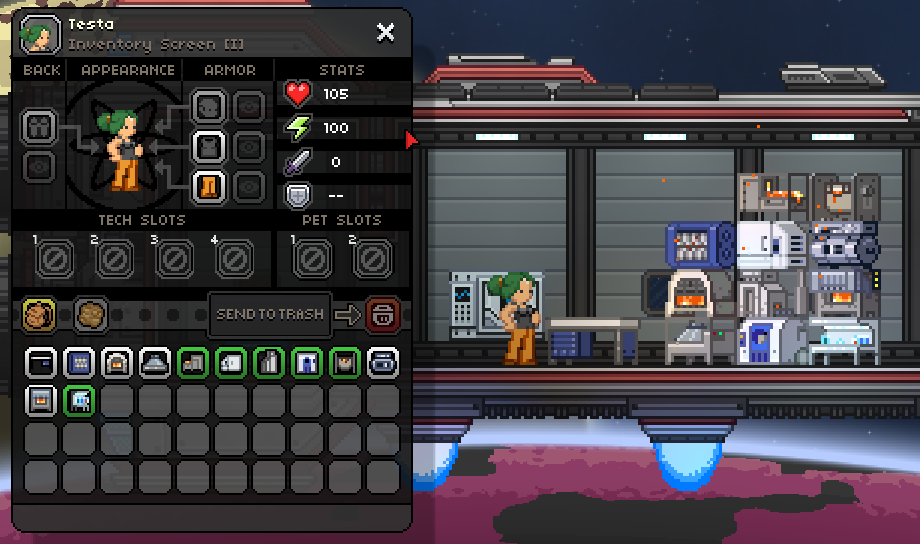 Testa
Inventory Screen [I]
BACK APPEARANCE ARMOR STATS
105
100
0
--
TECH SLOTS PET SLOTS
1 2 3 4 1 2
SEND TO TRASH